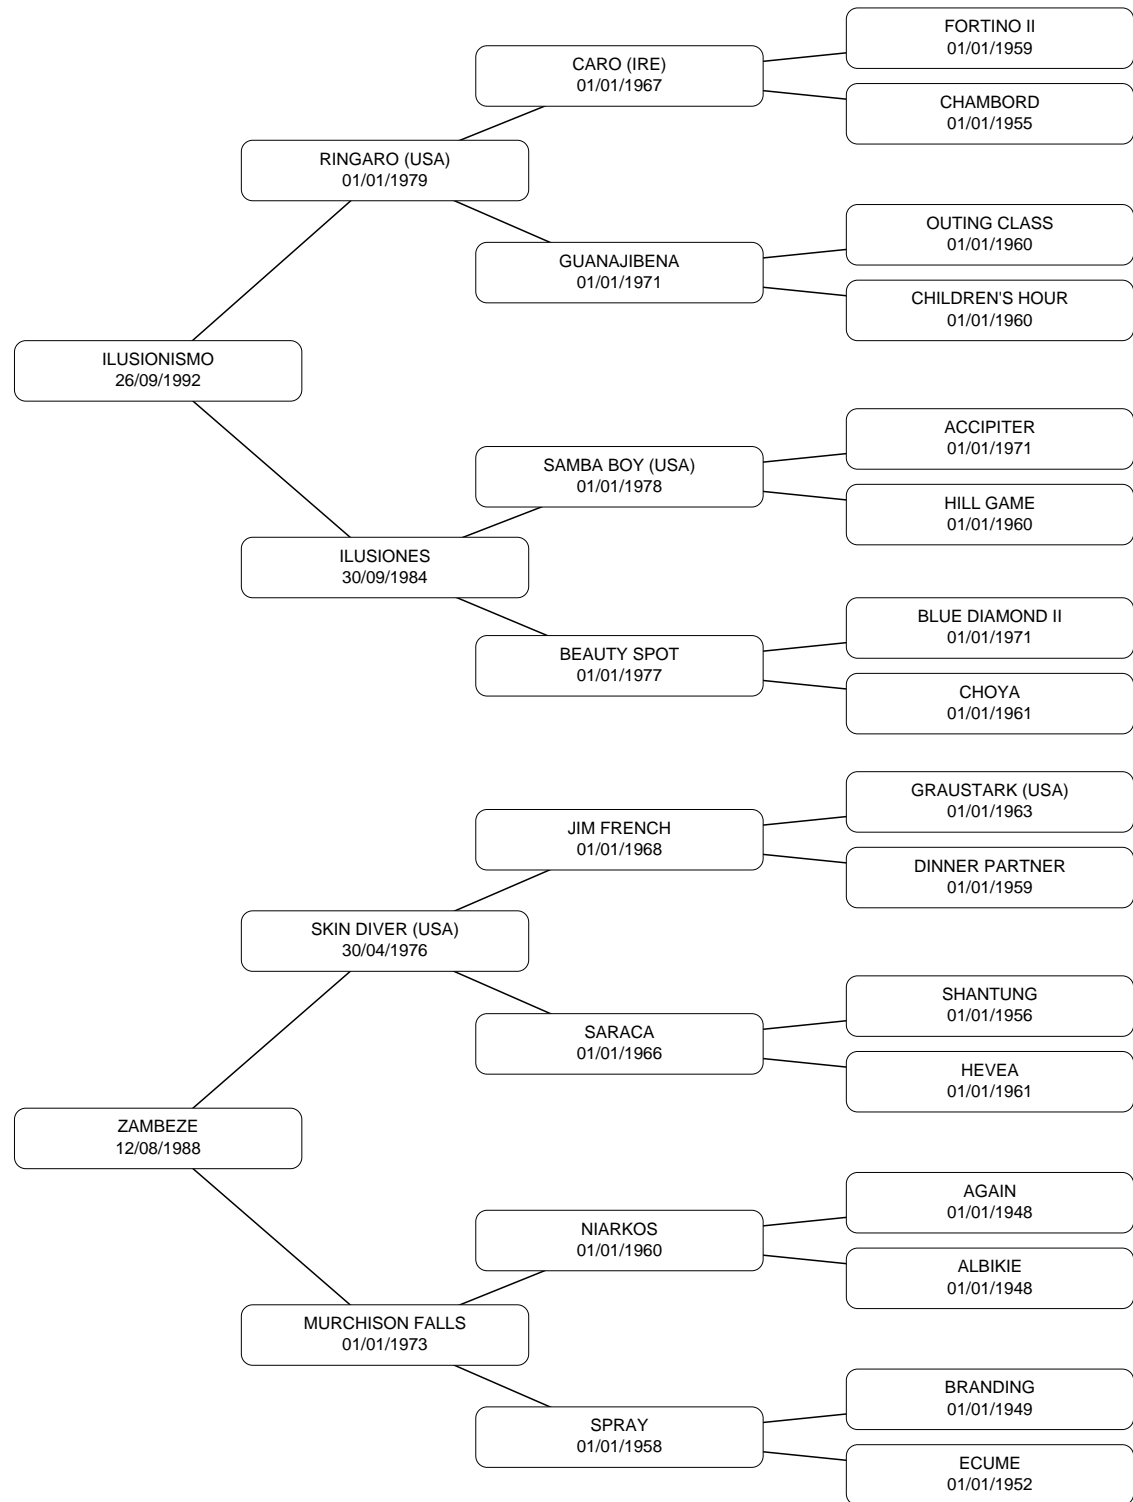 FORTINO II
01/01/1959
CARO (IRE)
01/01/1967
CHAMBORD
01/01/1955
RINGARO (USA)
01/01/1979
OUTING CLASS
01/01/1960
GUANAJIBENA
01/01/1971
CHILDREN'S HOUR
01/01/1960
ILUSIONISMO
26/09/1992
ACCIPITER
01/01/1971
SAMBA BOY (USA)
01/01/1978
HILL GAME
01/01/1960
ILUSIONES
30/09/1984
BLUE DIAMOND II
01/01/1971
BEAUTY SPOT
01/01/1977
CHOYA
01/01/1961
GRAUSTARK (USA)
01/01/1963
JIM FRENCH
01/01/1968
DINNER PARTNER
01/01/1959
SKIN DIVER (USA)
30/04/1976
SHANTUNG
01/01/1956
SARACA
01/01/1966
HEVEA
01/01/1961
ZAMBEZE
12/08/1988
AGAIN
01/01/1948
NIARKOS
01/01/1960
ALBIKIE
01/01/1948
MURCHISON FALLS
01/01/1973
BRANDING
01/01/1949
SPRAY
01/01/1958
ECUME
01/01/1952